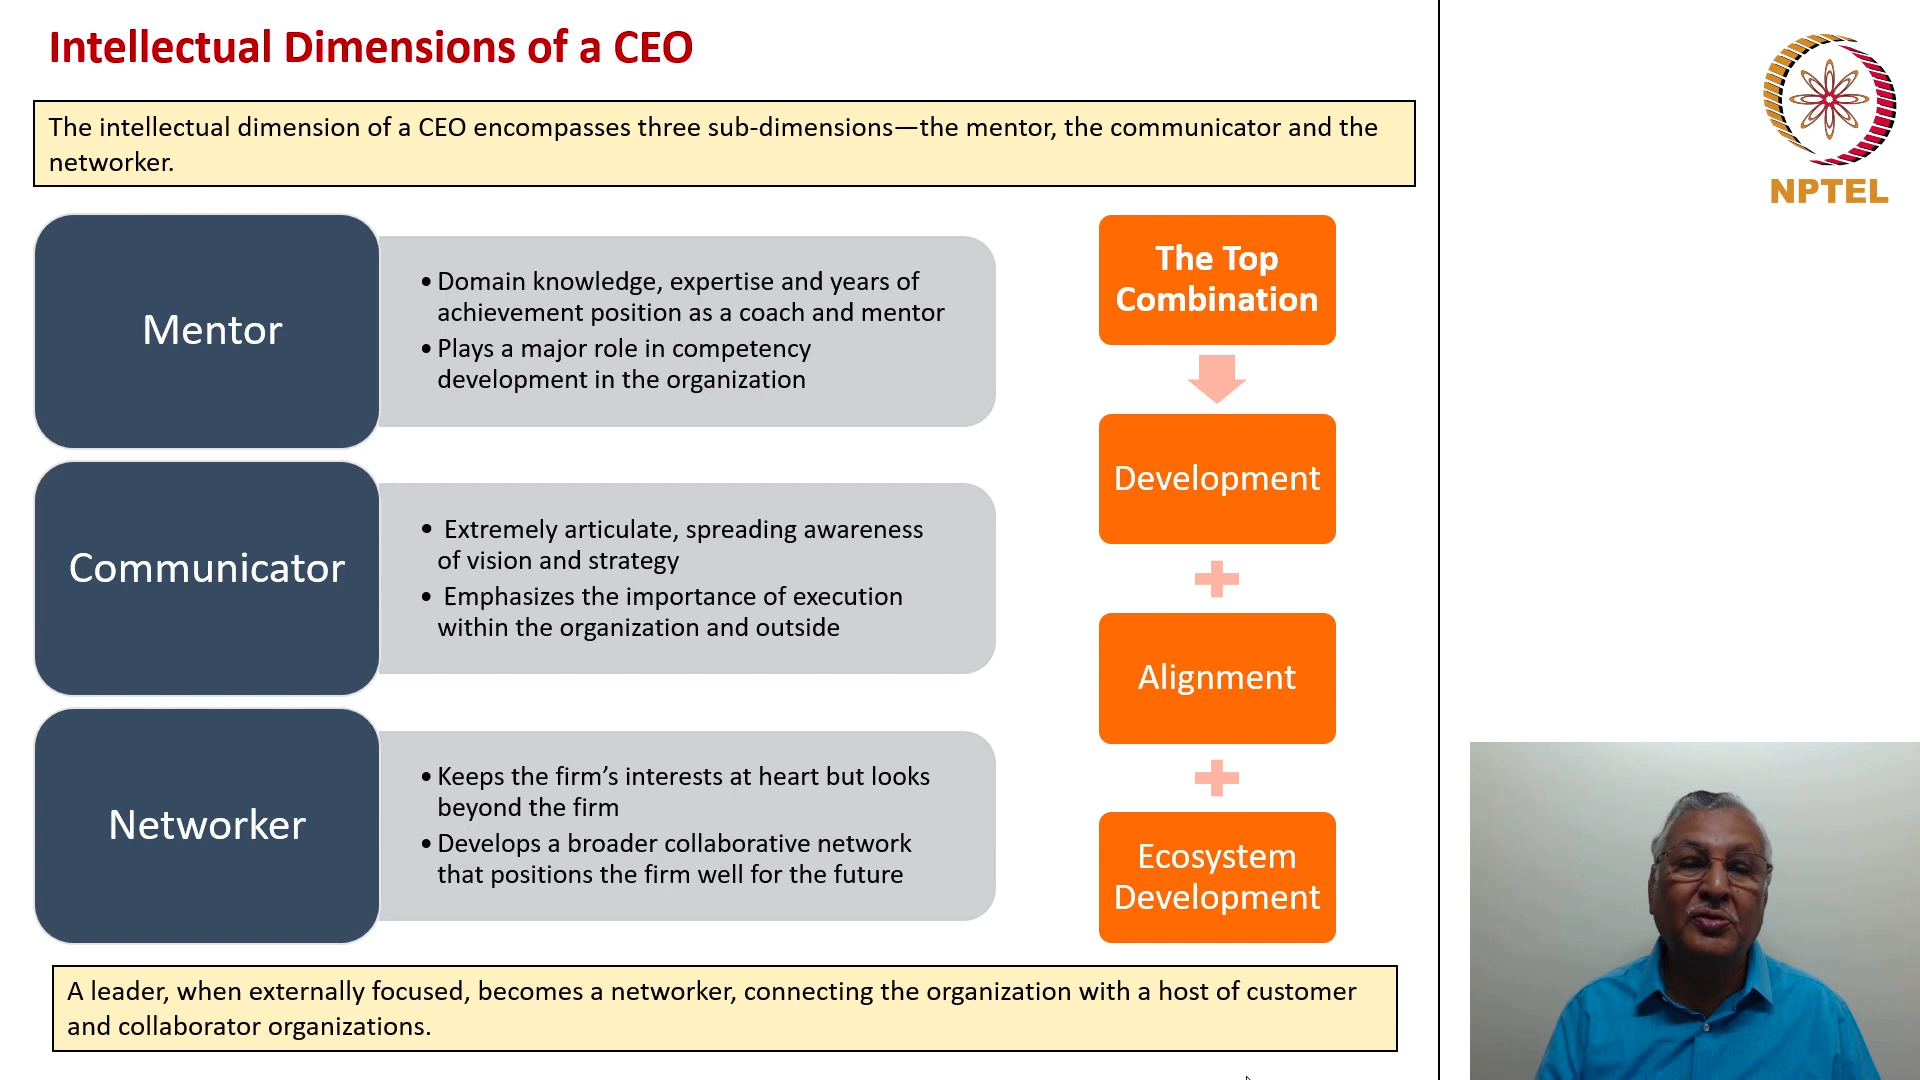 Intellectual Dimensions of a CEO
The intellectual dimension of a CEO encompasses three sub-dimensions—the mentor, the communicator and the
networker.
NPTEL
Mentor
• Domain knowledge, expertise and years of
achievement position as a coach and mentor
• Plays a major role in competency
development in the organization
Communicator
• Extremely articulate, spreading awareness
of vision and strategy
• Emphasizes the importance of execution
within the organization and outside
Networker
• Keeps the firm’s interests at heart but looks
beyond the firm
• Develops a broader collaborative network
that positions the firm well for the future
The Top
Combination
Development
Alignment
Ecosystem
Development
A leader, when externally focused, becomes a networker, connecting the organization with a host of customer
and collaborator organizations.